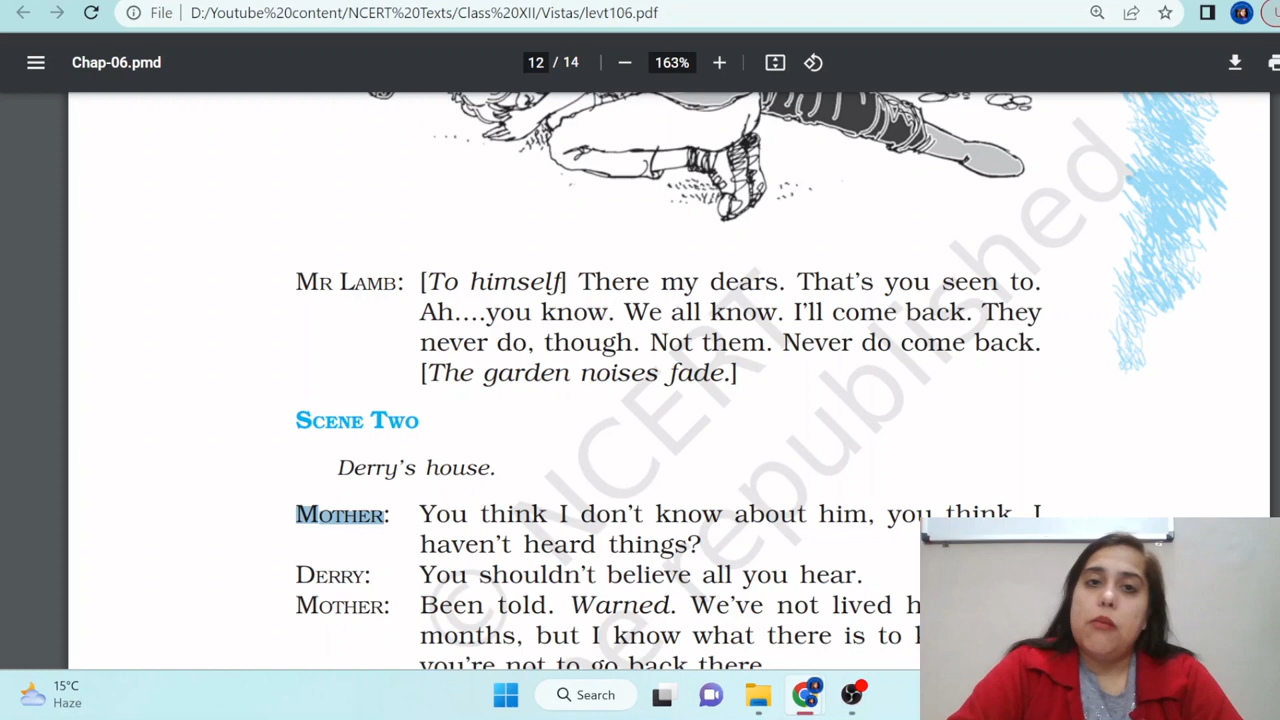 File D:/Youtube%20content/NCERT%20Texts/Class%20XII/Vistas/levt106.pdf
Chap-06.pmd 12 / 14 163%
MR LAMB: [To himself] There my dears. That's you seen to.
Ah....you know. We all know. I'll come back. They
never do, though. Not them. Never do come back.
[The garden noises fade.]
SCENE TWO
Derry's house.
MOTHER: You think I don't know about him, you think, I
haven't heard things?
DERRY: You shouldn't believe all you hear.
MOTHER: Been told. Warned. We've not lived
months, but I know what there is to
you're not to go back there
© NCERT
be republished
15°C
Haze
Search